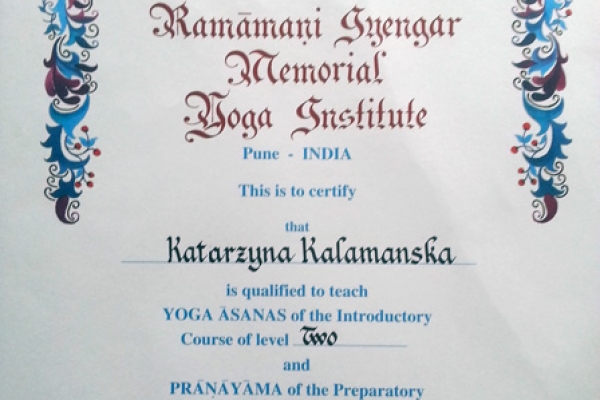 Ramāmaṇi Iyengar
Memorial
Yoga Institute
Pune - INDIA
This is to certify
that
Katarzyna Kalamanska
is qualified to teach
YOGA ĀSANAS of the Introductory
Course of level Two
and
PRĀṆĀYĀMA of the Preparatory